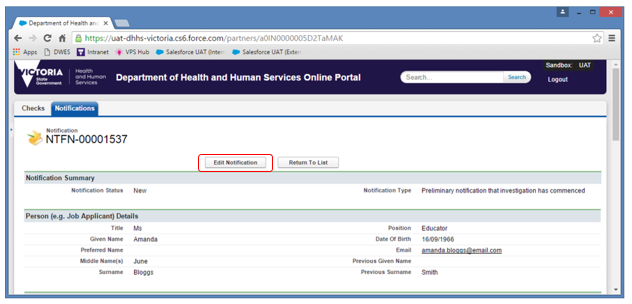 Department of Health and
https://uat-dhhs-victoria.cs6.force.com/partners/a0IN0000005D2TaMAK
Apps DWES Intranet VPS Hub Salesforce UAT (Inter Salesforce UAT (Exter
Sandbox: UAT
VICTORIA State Government Health and Human Services Department of Health and Human Services Online Portal Search... Search Logout
Checks Notifications
Notification
NTFN-00001537
Edit Notification Return To List
Notification Summary
Notification Status New Notification Type Preliminary notification that investigation has commenced
Person (e.g. Job Applicant) Details
Title Ms Position Educator
Given Name Amanda Date Of Birth 16/09/1966
Preferred Name Email amanda.bloggs@email.com
Middle Name(s) June Previous Given Name
Surname Bloggs Previous Surname Smith